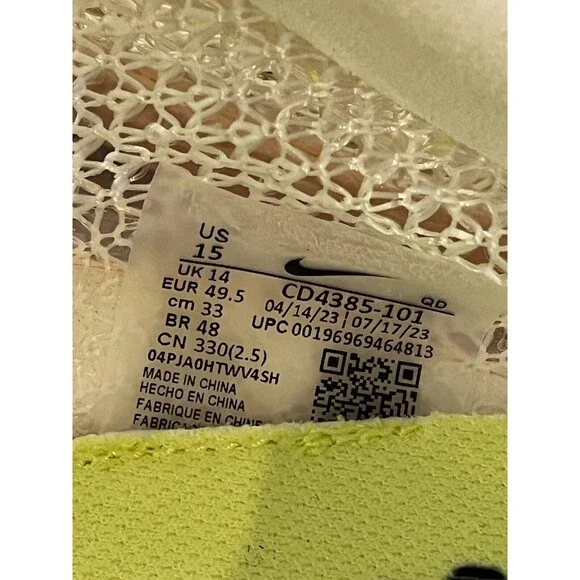 US
15
UK 14
EUR 49.5
cm 33
BR 48
CN 330(2.5)
04PJA0HTWV4SH
MADE IN CHINA
HECHO EN CHINA
FABRIQUE EN CHINE
QD
CD4385-101
04/14/23 | 07/17/23
UPC 00196969464813